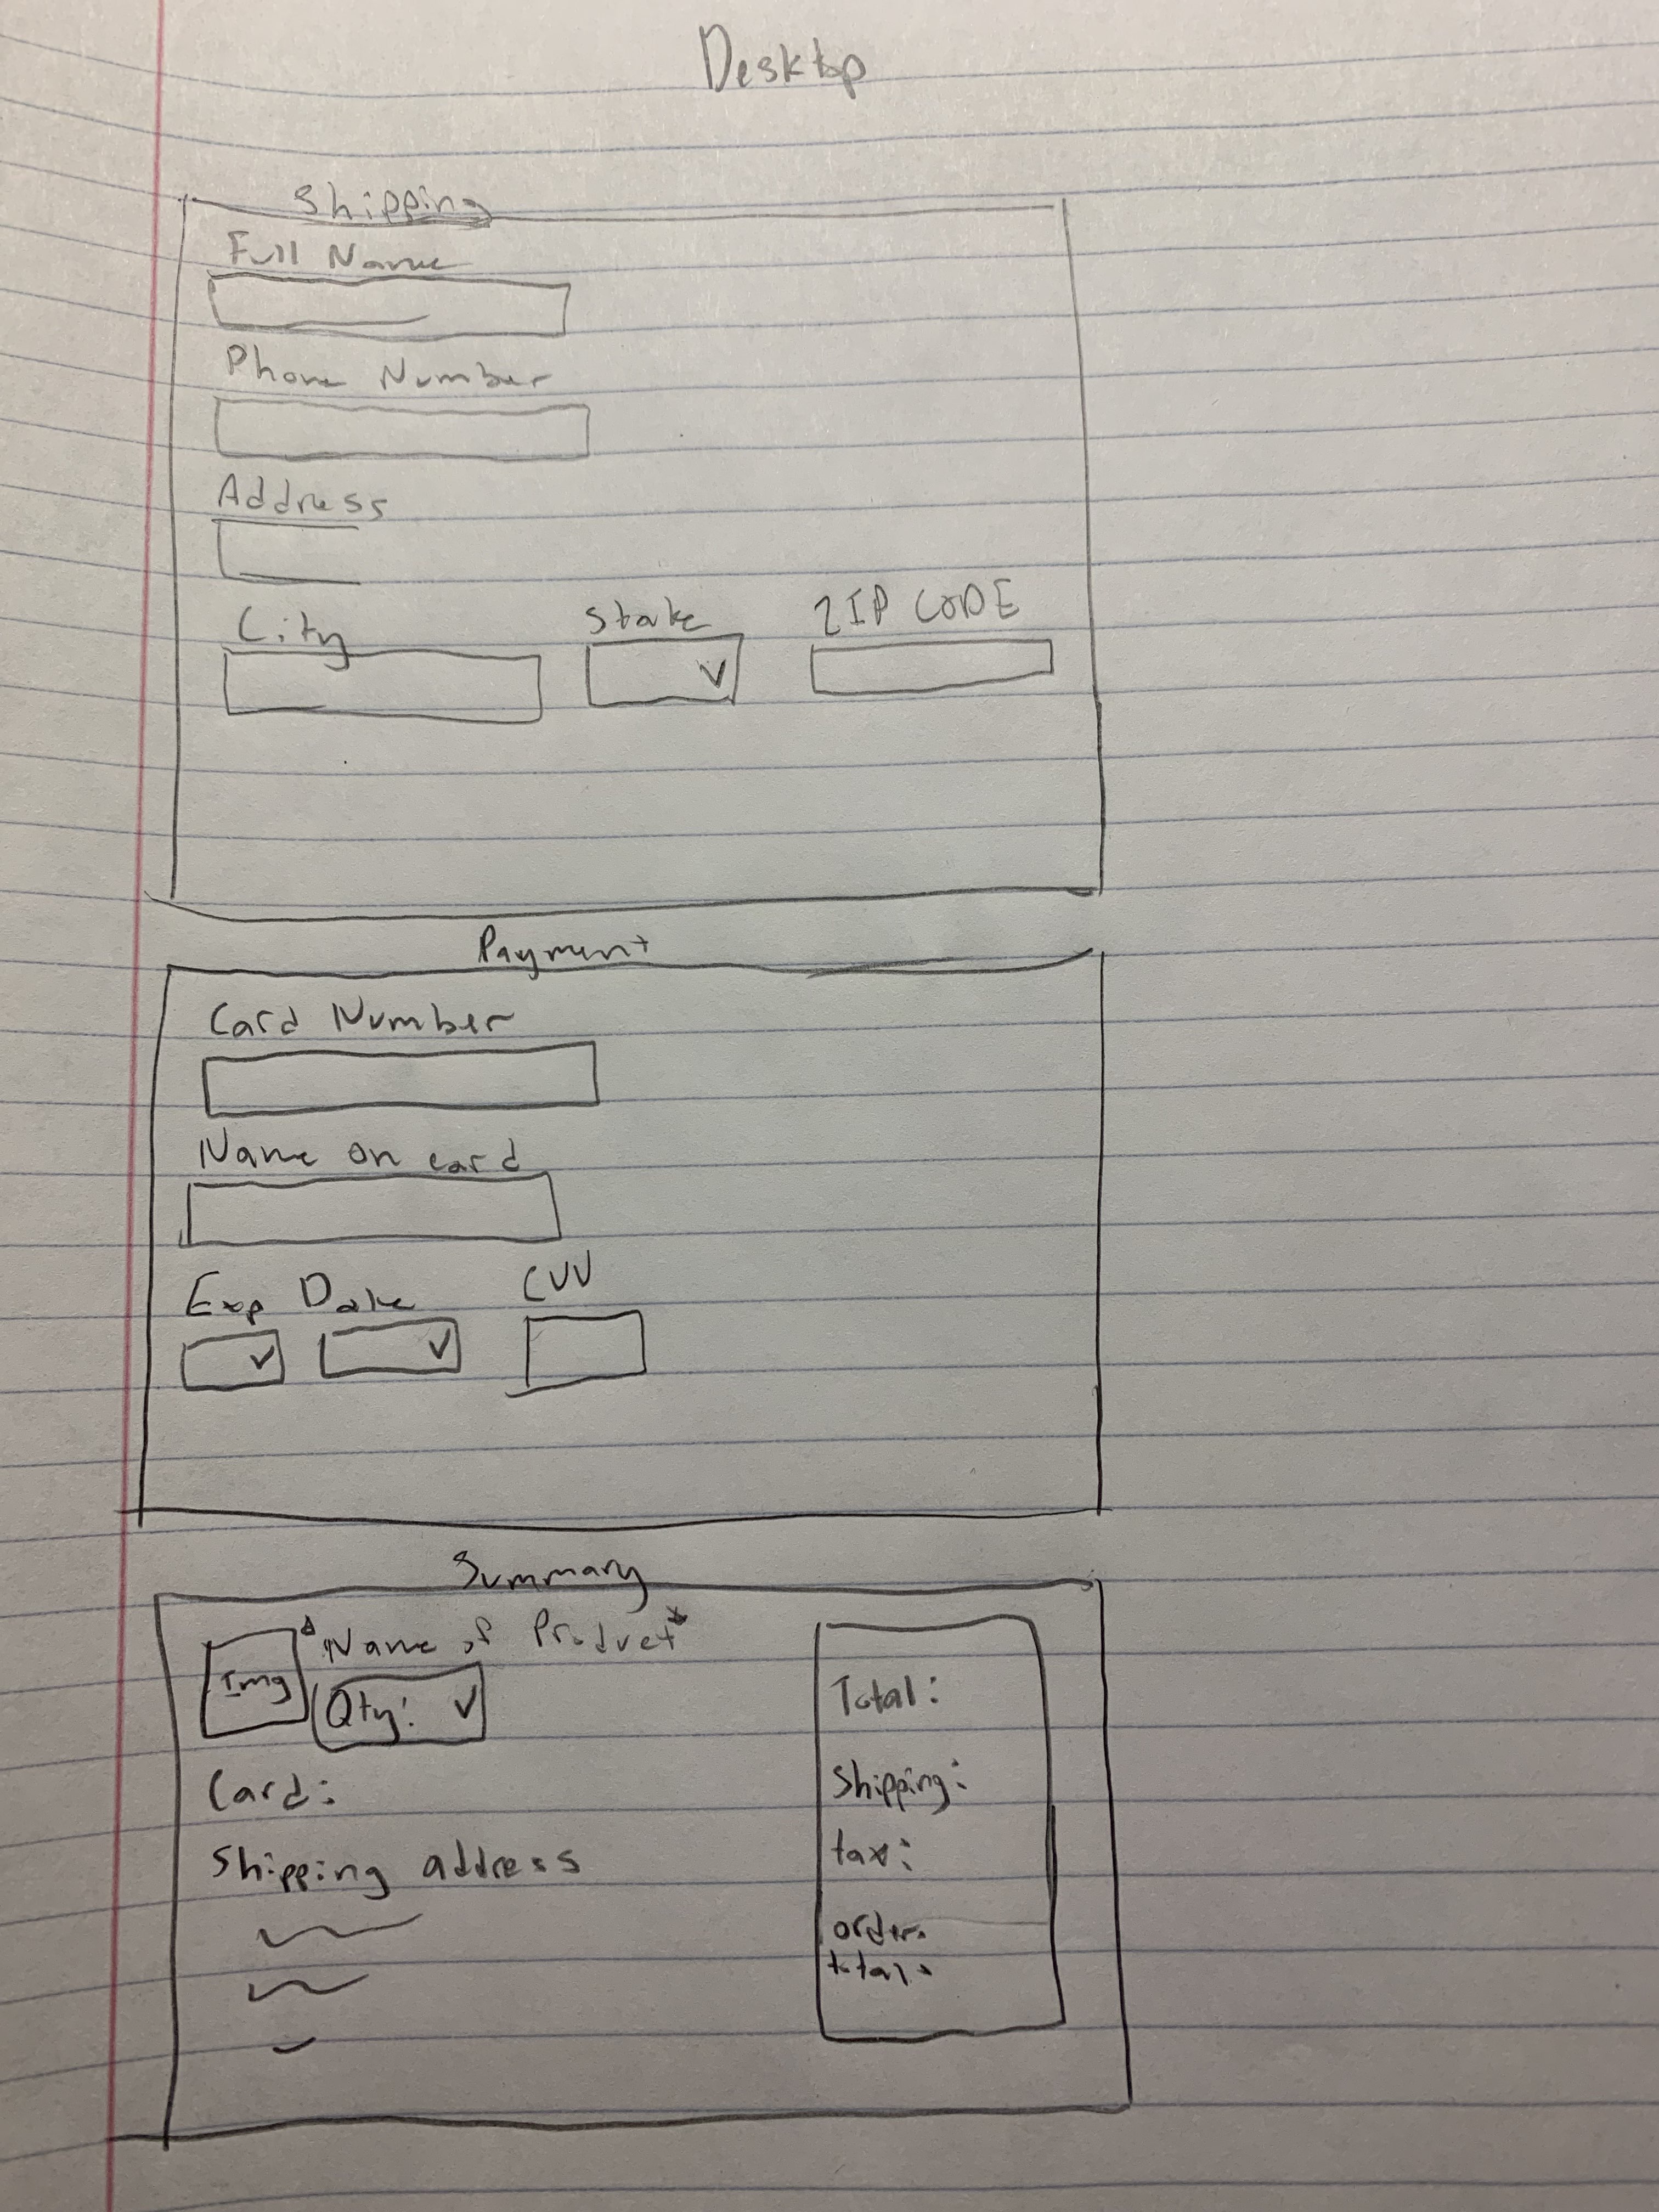 Desktop
Shipping
Full Name
Phone Number
Address
City State ZIP CODE
Payment
Card Number
Name on card
Exp Date CVV
Summary
Img *Name of Product*
Qty:
Total:
Card:
Shipping:
Shipping address
tax:
order
total: